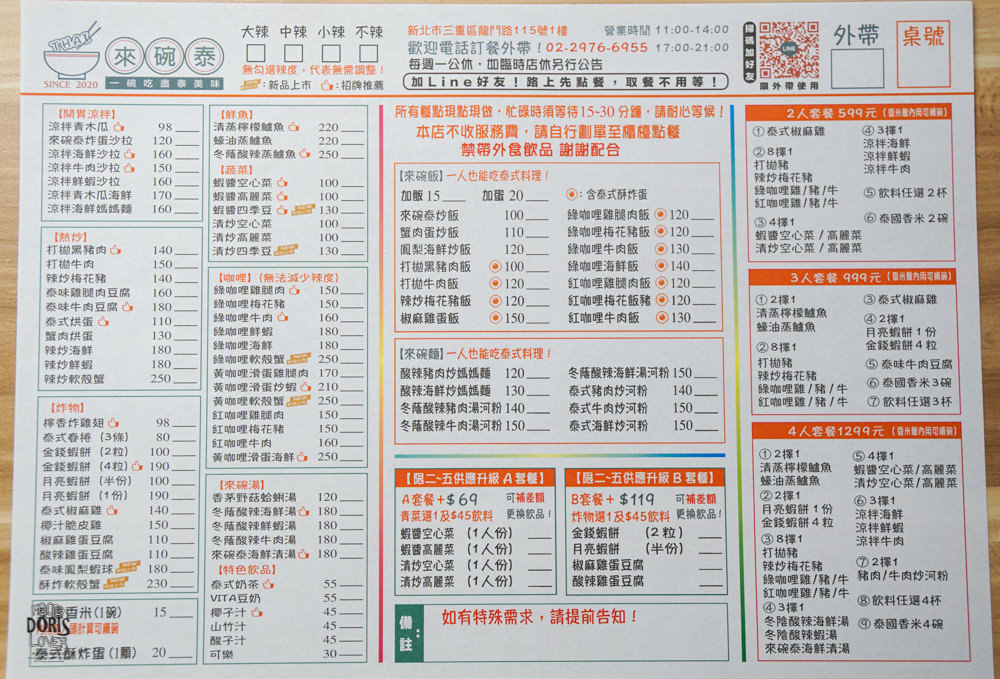 THAI
來碗泰
SINCE 2020
一碗吃盡泰美味
大辣 中辣 小辣 不辣
無勾選辣度，代表無需調整！
NEW：新品上市 ：招牌推薦
新北市三重區龍門路115號1樓 營業時間 11:00-14:00
歡迎電話訂餐外帶！02-2976-6955 17:00-21:00
每週一公休，如臨時店休另行公告
加Line好友！路上先點餐，取餐不用等！
掃碼加好友
LINE
限外帶使用
外帶
桌號
【開胃涼拌】
涼拌青木瓜 98
來碗泰炸蛋沙拉 120
涼拌海鮮沙拉 160
涼拌牛肉沙拉 150
涼拌鮮蝦沙拉 160
涼拌青木瓜海鮮 170
涼拌海鮮媽媽麵 160
【熱炒】
打拋黑豬肉 140
打拋牛肉 150
辣炒梅花豬 140
泰味雞腿肉豆腐 160
泰味牛肉豆腐 180
泰式烘蛋 110
蟹肉烘蛋 130
辣炒海鮮 180
辣炒鮮蝦 180
辣炒軟殼蟹 250
【炸物】
檸香炸雞翅 98
泰式春捲 (3條) 80
金錢蝦餅 (2粒) 100
金錢蝦餅 (4粒) 190
月亮蝦餅 (半份) 100
月亮蝦餅 (1份) 190
泰式椒麻雞 140
椰汁脆皮雞 150
椒麻雞蛋豆腐 110
酸辣雞蛋豆腐 110
泰式鳳梨蝦球 NEW 180
酥炸軟殼蟹 NEW 230
香米(1碗) 15
計算可續碗
泰式酥炸蛋(1顆) 20
FOOD
DORIS
LOVER
【鮮魚】
清蒸檸檬鱸魚 220
蠔油蒸鱸魚 220
冬蔭酸辣蒸鱸魚 250
【蔬菜】
蝦醬空心菜 100
蝦醬高麗菜 100
蝦醬四季豆 NEW 130
清炒空心菜 100
清炒高麗菜 100
清炒四季豆 NEW 130
【咖哩】(無法減少辣度)
綠咖哩雞腿肉 150
綠咖哩梅花豬 150
綠咖哩牛肉 160
綠咖哩鮮蝦 180
綠咖哩海鮮 180
綠咖哩軟殼蟹 NEW 250
黃咖哩滑蛋雞腿肉 170
黃咖哩滑蛋炒蝦 210
黃咖哩軟殼蟹 NEW 250
紅咖哩雞腿肉 150
紅咖哩梅花豬 150
紅咖哩牛肉 160
黃咖哩滑蛋海鮮 250
【來碗湯】
香茅野菇蛤蜊湯 120
冬蔭酸辣海鮮湯 180
冬蔭酸辣鮮蝦湯 180
冬蔭酸辣牛肉湯 180
來碗泰海鮮清湯 180
【特色飲品】
泰式奶茶 55
VITA豆奶 55
椰子汁 45
山竹汁 45
酸子汁 45
可樂 30
所有餐點現點現做，忙碌時須等待15-30分鐘，請耐心等候！
本店不收服務費，請自行劃單至櫃檯點餐
禁帶外食飲品 謝謝配合
【來碗飯】一人也能吃泰式料理！
加飯 15 加蛋 20 ：含泰式酥炸蛋
來碗泰炒飯 100 綠咖哩雞腿肉飯 120
蟹肉蛋炒飯 110 綠咖哩梅花豬飯 120
鳳梨海鮮炒飯 120 綠咖哩牛肉飯 130
打拋黑豬肉飯 100 綠咖哩海鮮飯 140
打拋牛肉飯 120 紅咖哩雞腿肉飯 120
辣炒梅花豬飯 120 紅咖哩梅花飯豬 120
椒麻雞蛋飯 150 紅咖哩牛肉飯 130
【來碗麵】一人也能吃泰式料理！
酸辣豬肉炒媽媽麵 120 冬蔭酸辣海鮮湯河粉 150
酸辣海鮮炒媽媽麵 130 泰式豬肉炒河粉 140
冬蔭酸辣豬肉湯河粉 140 泰式牛肉炒河粉 150
冬蔭酸辣牛肉湯河粉 150 泰式海鮮炒河粉 150
【限二~五供應升級 A 套餐】
A套餐+$69 可補差額
青菜選1及$45飲料 更換飲品！
蝦醬空心菜 (1人份)
蝦醬高麗菜 (1人份)
清炒空心菜 (1人份)
清炒高麗菜 (1人份)
【限二~五供應升級 B 套餐】
B套餐+$119 可補差額
炸物選1及$45飲料 更換飲品！
金錢蝦餅 (2粒)
月亮蝦餅 (半份)
椒麻雞蛋豆腐
酸辣雞蛋豆腐
備註：
如有特殊需求，請提前告知！
2人套餐 599元 (香米飯內用可續碗)
①泰式椒麻雞
②8擇1
打拋豬
辣炒梅花豬
綠咖哩雞/豬/牛
紅咖哩雞/豬/牛
③4擇1
蝦醬空心菜/高麗菜
清炒空心菜/高麗菜
④3擇1
涼拌海鮮
涼拌鮮蝦
涼拌牛肉
⑤飲料任選2杯
⑥泰國香米2碗
3人套餐 999元 (香米飯內用可續碗)
①2擇1
清蒸檸檬鱸魚
蠔油蒸鱸魚
②8擇1
打拋豬
辣炒梅花豬
綠咖哩雞/豬/牛
紅咖哩雞/豬/牛
③泰式椒麻雞
④2擇1
月亮蝦餅1份
金錢蝦餅4粒
⑤泰味牛肉豆腐
⑥泰國香米3碗
⑦飲料任選3杯
4人套餐1299元 (香米飯內用可續碗)
①2擇1
清蒸檸檬鱸魚
蠔油蒸鱸魚
②2擇1
月亮蝦餅1份
金錢蝦餅4粒
③8擇1
打拋豬
辣炒梅花豬
綠咖哩雞/豬/牛
紅咖哩雞/豬/牛
④3擇1
冬陰酸辣海鮮湯
冬陰酸辣蝦湯
來碗泰海鮮清湯
⑤4擇1
蝦醬空心菜/高麗菜
清炒空心菜/高麗菜
⑥3擇1
涼拌海鮮
涼拌鮮蝦
涼拌牛肉
⑦2擇1
豬肉/牛肉炒河粉
⑧飲料任選4杯
⑨泰國香米4碗